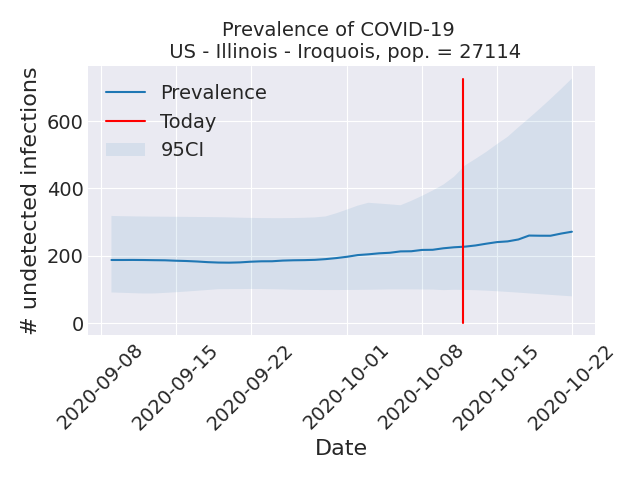 Prevalence of COVID-19
US - Illinois - Iroquois, pop. = 27114
Prevalence
Today
95CI
# undetected infections
600
400
200
0
2020-09-08
2020-09-15
2020-09-22
2020-10-01
2020-10-08
2020-10-15
2020-10-22
Date